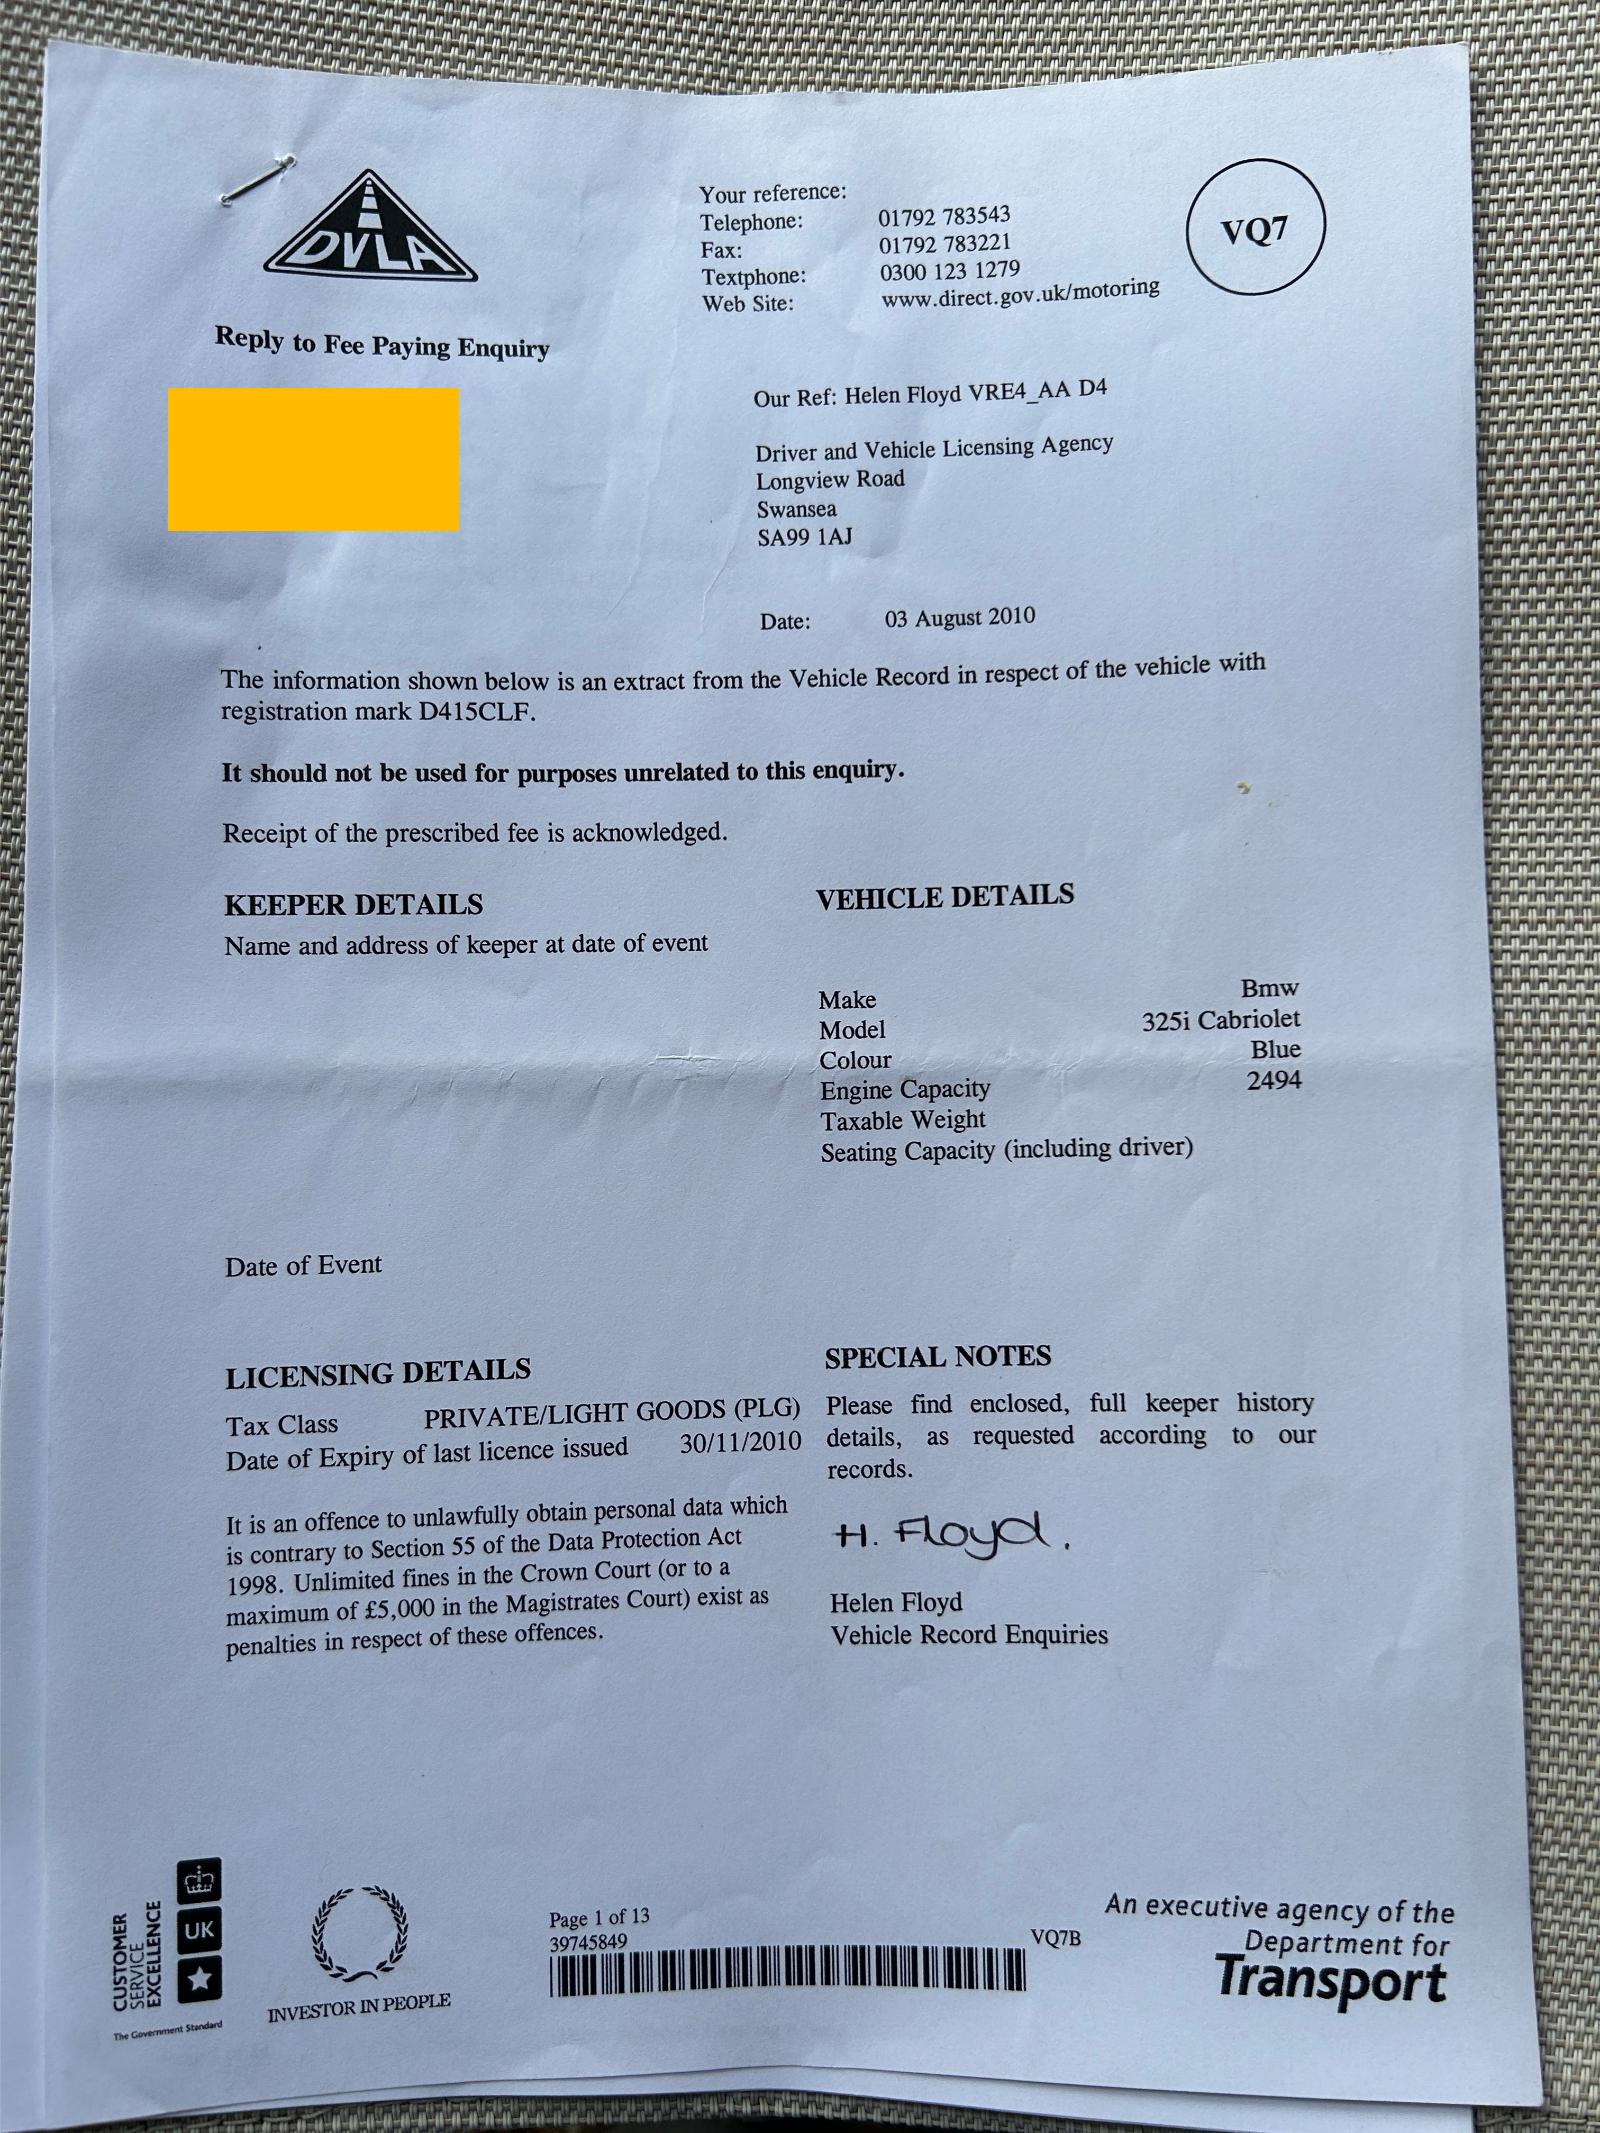 DVLA
Your reference:
Telephone: 01792 783543
Fax: 01792 783221
Textphone: 0300 123 1279
Web Site: www.direct.gov.uk/motoring
VQ7
Reply to Fee Paying Enquiry
Our Ref: Helen Floyd VRE4_AA D4
Driver and Vehicle Licensing Agency
Longview Road
Swansea
SA99 1AJ
Date: 03 August 2010
The information shown below is an extract from the Vehicle Record in respect of the vehicle with
registration mark D415CLF.
It should not be used for purposes unrelated to this enquiry.
Receipt of the prescribed fee is acknowledged.
KEEPER DETAILS
Name and address of keeper at date of event
VEHICLE DETAILS
Make Bmw
Model 325i Cabriolet
Colour Blue
Engine Capacity 2494
Taxable Weight
Seating Capacity (including driver)
Date of Event
LICENSING DETAILS
Tax Class PRIVATE/LIGHT GOODS (PLG)
Date of Expiry of last licence issued 30/11/2010
It is an offence to unlawfully obtain personal data which
is contrary to Section 55 of the Data Protection Act
1998. Unlimited fines in the Crown Court (or to a
maximum of £5,000 in the Magistrates Court) exist as
penalties in respect of these offences.
SPECIAL NOTES
Please find enclosed, full keeper history
details, as requested according to our
records.
H. Floyd.
Helen Floyd
Vehicle Record Enquiries
CUSTOMER
SERVICE
EXCELLENCE
UK
The Government Standard
INVESTOR IN PEOPLE
Page 1 of 13
39745849
VQ7B
An executive agency of the
Department for
Transport